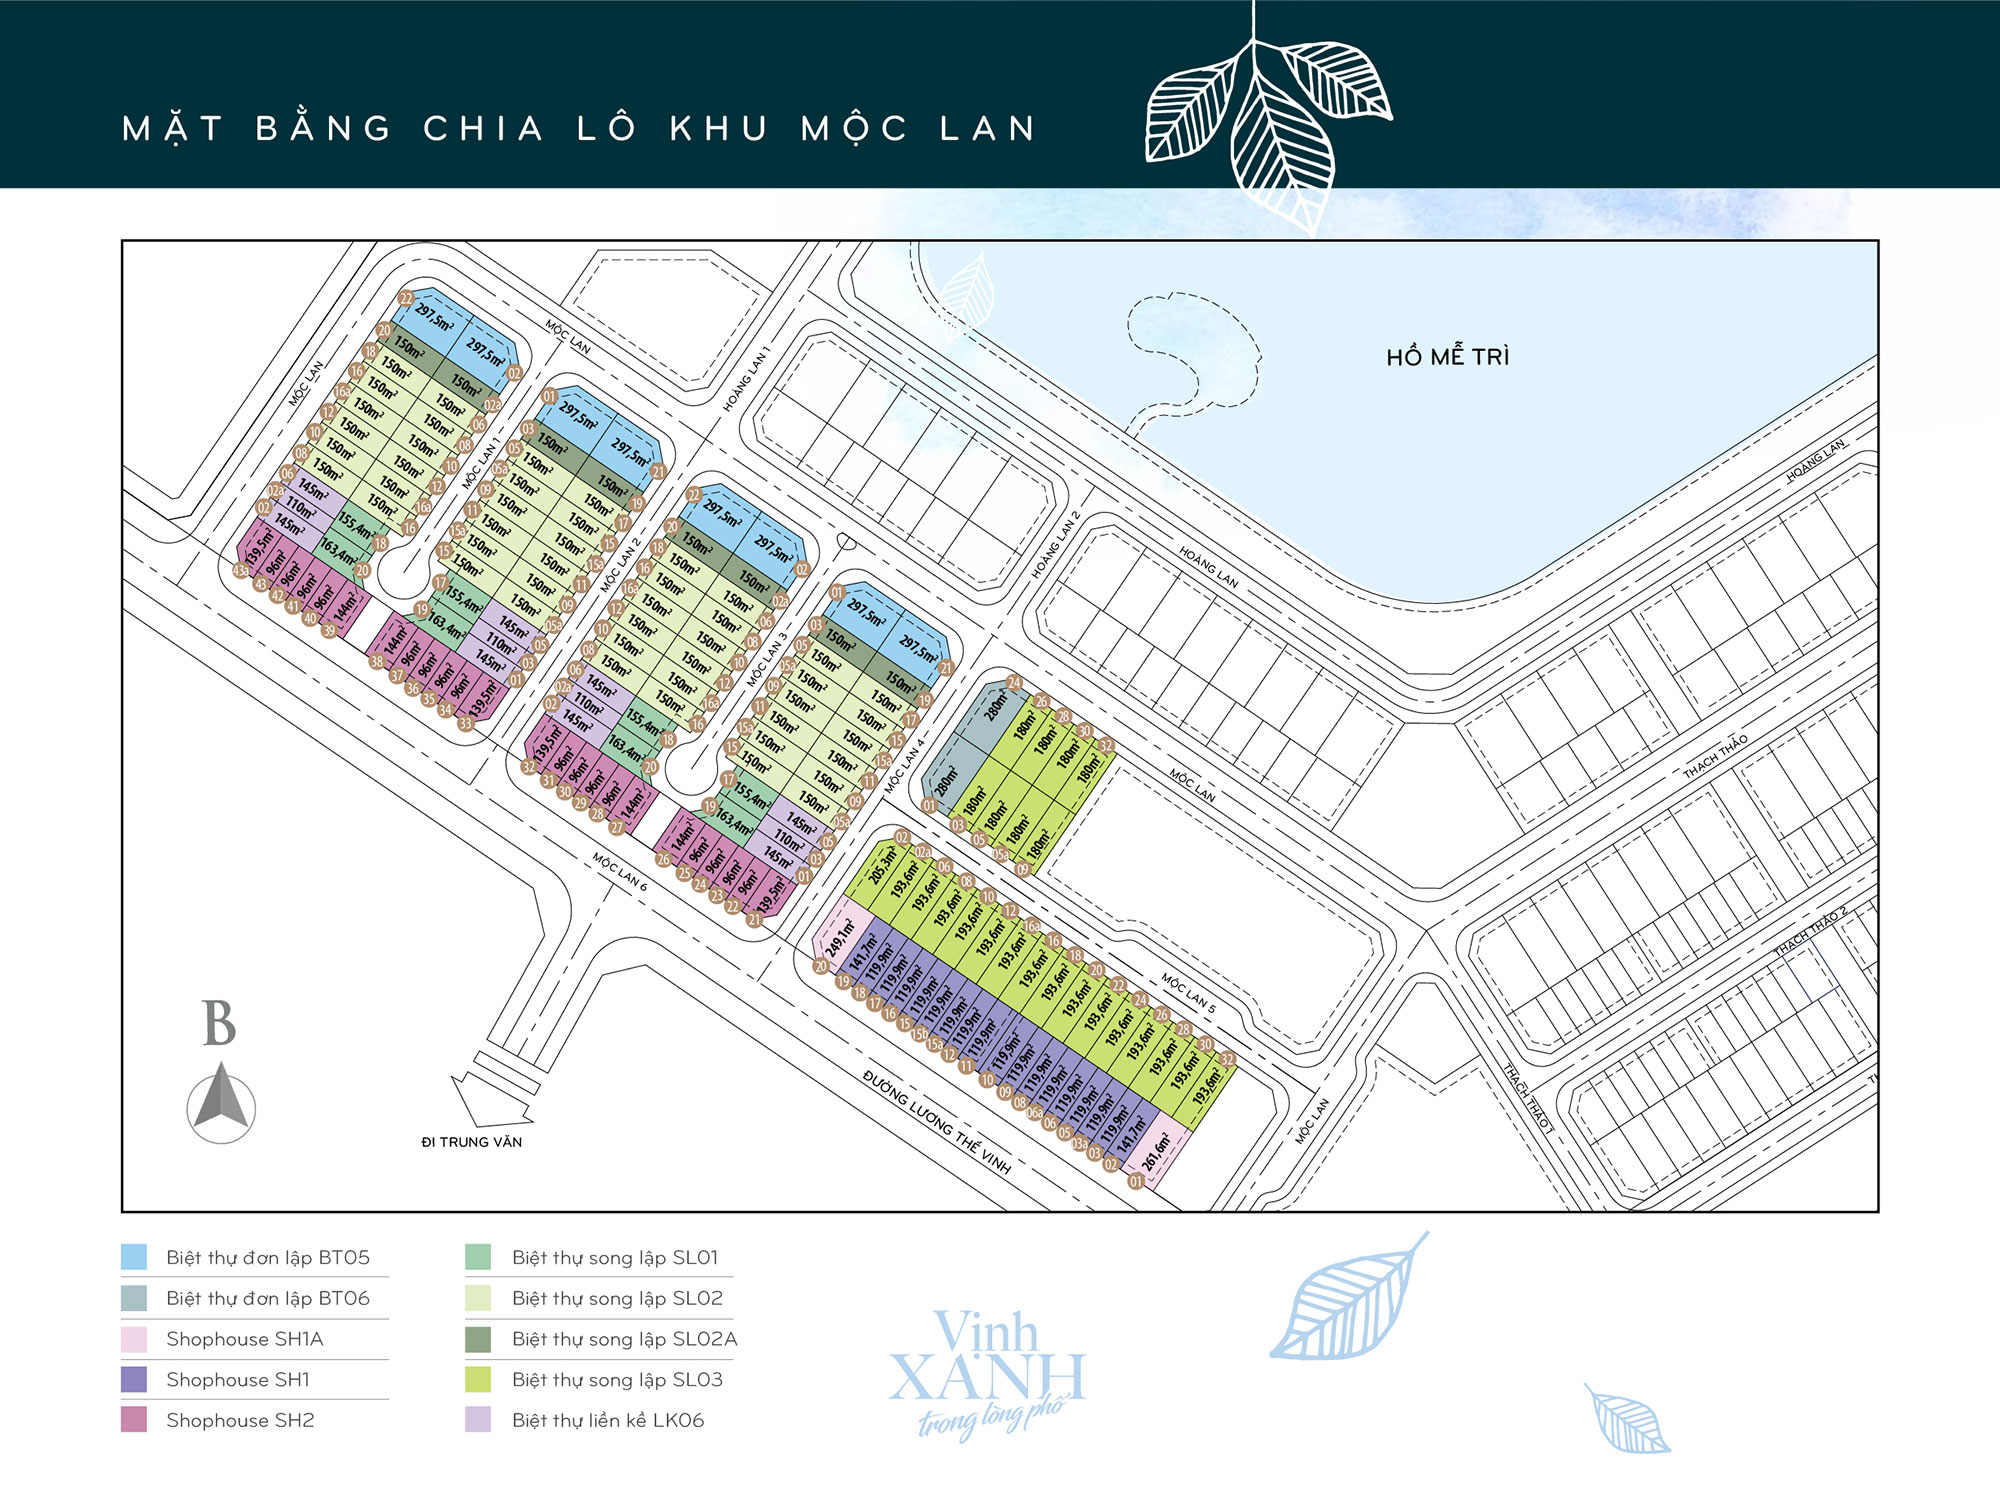 MẶT BẰNG CHIA LÔ KHU MỘC LAN
HỒ MỄ TRÌ
MỘC LAN
MỘC LAN
HOÀNG LAN 1
MỘC LAN 1
MỘC LAN 2
HOÀNG LAN 2
HOÀNG LAN
HOÀNG LAN
MỘC LAN 3
MỘC LAN 4
MỘC LAN
THẠCH THẢO
THẠCH THẢO 2
MỘC LAN 6
MỘC LAN 5
THẠCH THẢO 1
MỘC LAN
ĐƯỜNG LƯƠNG THẾ VINH
ĐI TRUNG VĂN
B
22 297,5m² 297,5m² 02
20 150m² 150m² 02a
18 150m² 150m² 06
16 150m² 150m² 08
16a 150m² 150m² 10
12 150m² 150m² 12
10 150m² 150m² 16a
08 150m² 150m² 16
06 145m² 155,4m² 18
02a 110m² 163,4m² 20
02 145m²
139,5m² 96m² 96m² 96m² 96m² 144m²
43a 43 42 41 40 39
01 297,5m² 297,5m² 21
03 150m² 150m² 19
05 150m² 150m² 17
05a 150m² 150m² 15
09 150m² 150m² 15a
11 150m² 150m² 11
15a 150m² 150m² 09
15 150m² 150m² 05a
17 155,4m² 145m² 05
19 163,4m² 110m² 03
145m² 01
144m² 96m² 96m² 96m² 96m² 139,5m²
38 37 36 35 34 33
22 297,5m² 297,5m² 02
20 150m² 150m² 02a
18 150m² 150m² 06
16 150m² 150m² 08
16a 150m² 150m² 10
12 150m² 150m² 12
10 150m² 150m² 16a
08 150m² 150m² 16
06 145m² 155,4m² 18
02a 110m² 163,4m² 20
02 145m²
139,5m² 96m² 96m² 96m² 96m² 144m²
32 31 30 29 28 27
01 297,5m² 297,5m² 21
03 150m² 150m² 19
05 150m² 150m² 17
05a 150m² 150m² 15
09 150m² 150m² 15a
11 150m² 150m² 11
15 150m² 150m² 09
17 155,4m² 145m² 05
19 163,4m² 110m² 03
145m² 01
144m² 96m² 96m² 96m² 96m² 139,5m²
26 25 24 23 22 21
24 26 28 30 32
280m² 180m² 180m² 180m² 180m²
280m² 180m² 180m² 180m² 180m²
01 03 05 05a 09
02 02a 06 08 10 12 16a 16 18 20 22 24 26 28 30 32
205,3m² 193,6m² 193,6m² 193,6m² 193,6m² 193,6m² 193,6m² 193,6m² 193,6m² 193,6m² 193,6m² 193,6m² 193,6m² 193,6m² 193,6m²
249,1m² 141,7m² 119,9m² 119,9m² 119,9m² 119,9m² 119,9m² 119,9m² 119,9m² 119,9m² 119,9m² 119,9m² 119,9m² 119,9m² 119,9m² 119,9m² 119,9m² 141,7m² 261,6m²
20 19 18 17 16 15 15b 15a 12 11 10 09 08 06a 06 05 03a 03 02 01
Biệt thự đơn lập BT05
Biệt thự đơn lập BT06
Shophouse SH1A
Shophouse SH1
Shophouse SH2
Biệt thự song lập SL01
Biệt thự song lập SL02
Biệt thự song lập SL02A
Biệt thự song lập SL03
Biệt thự liền kề LK06
Vịnh
XANH
trong lòng phố